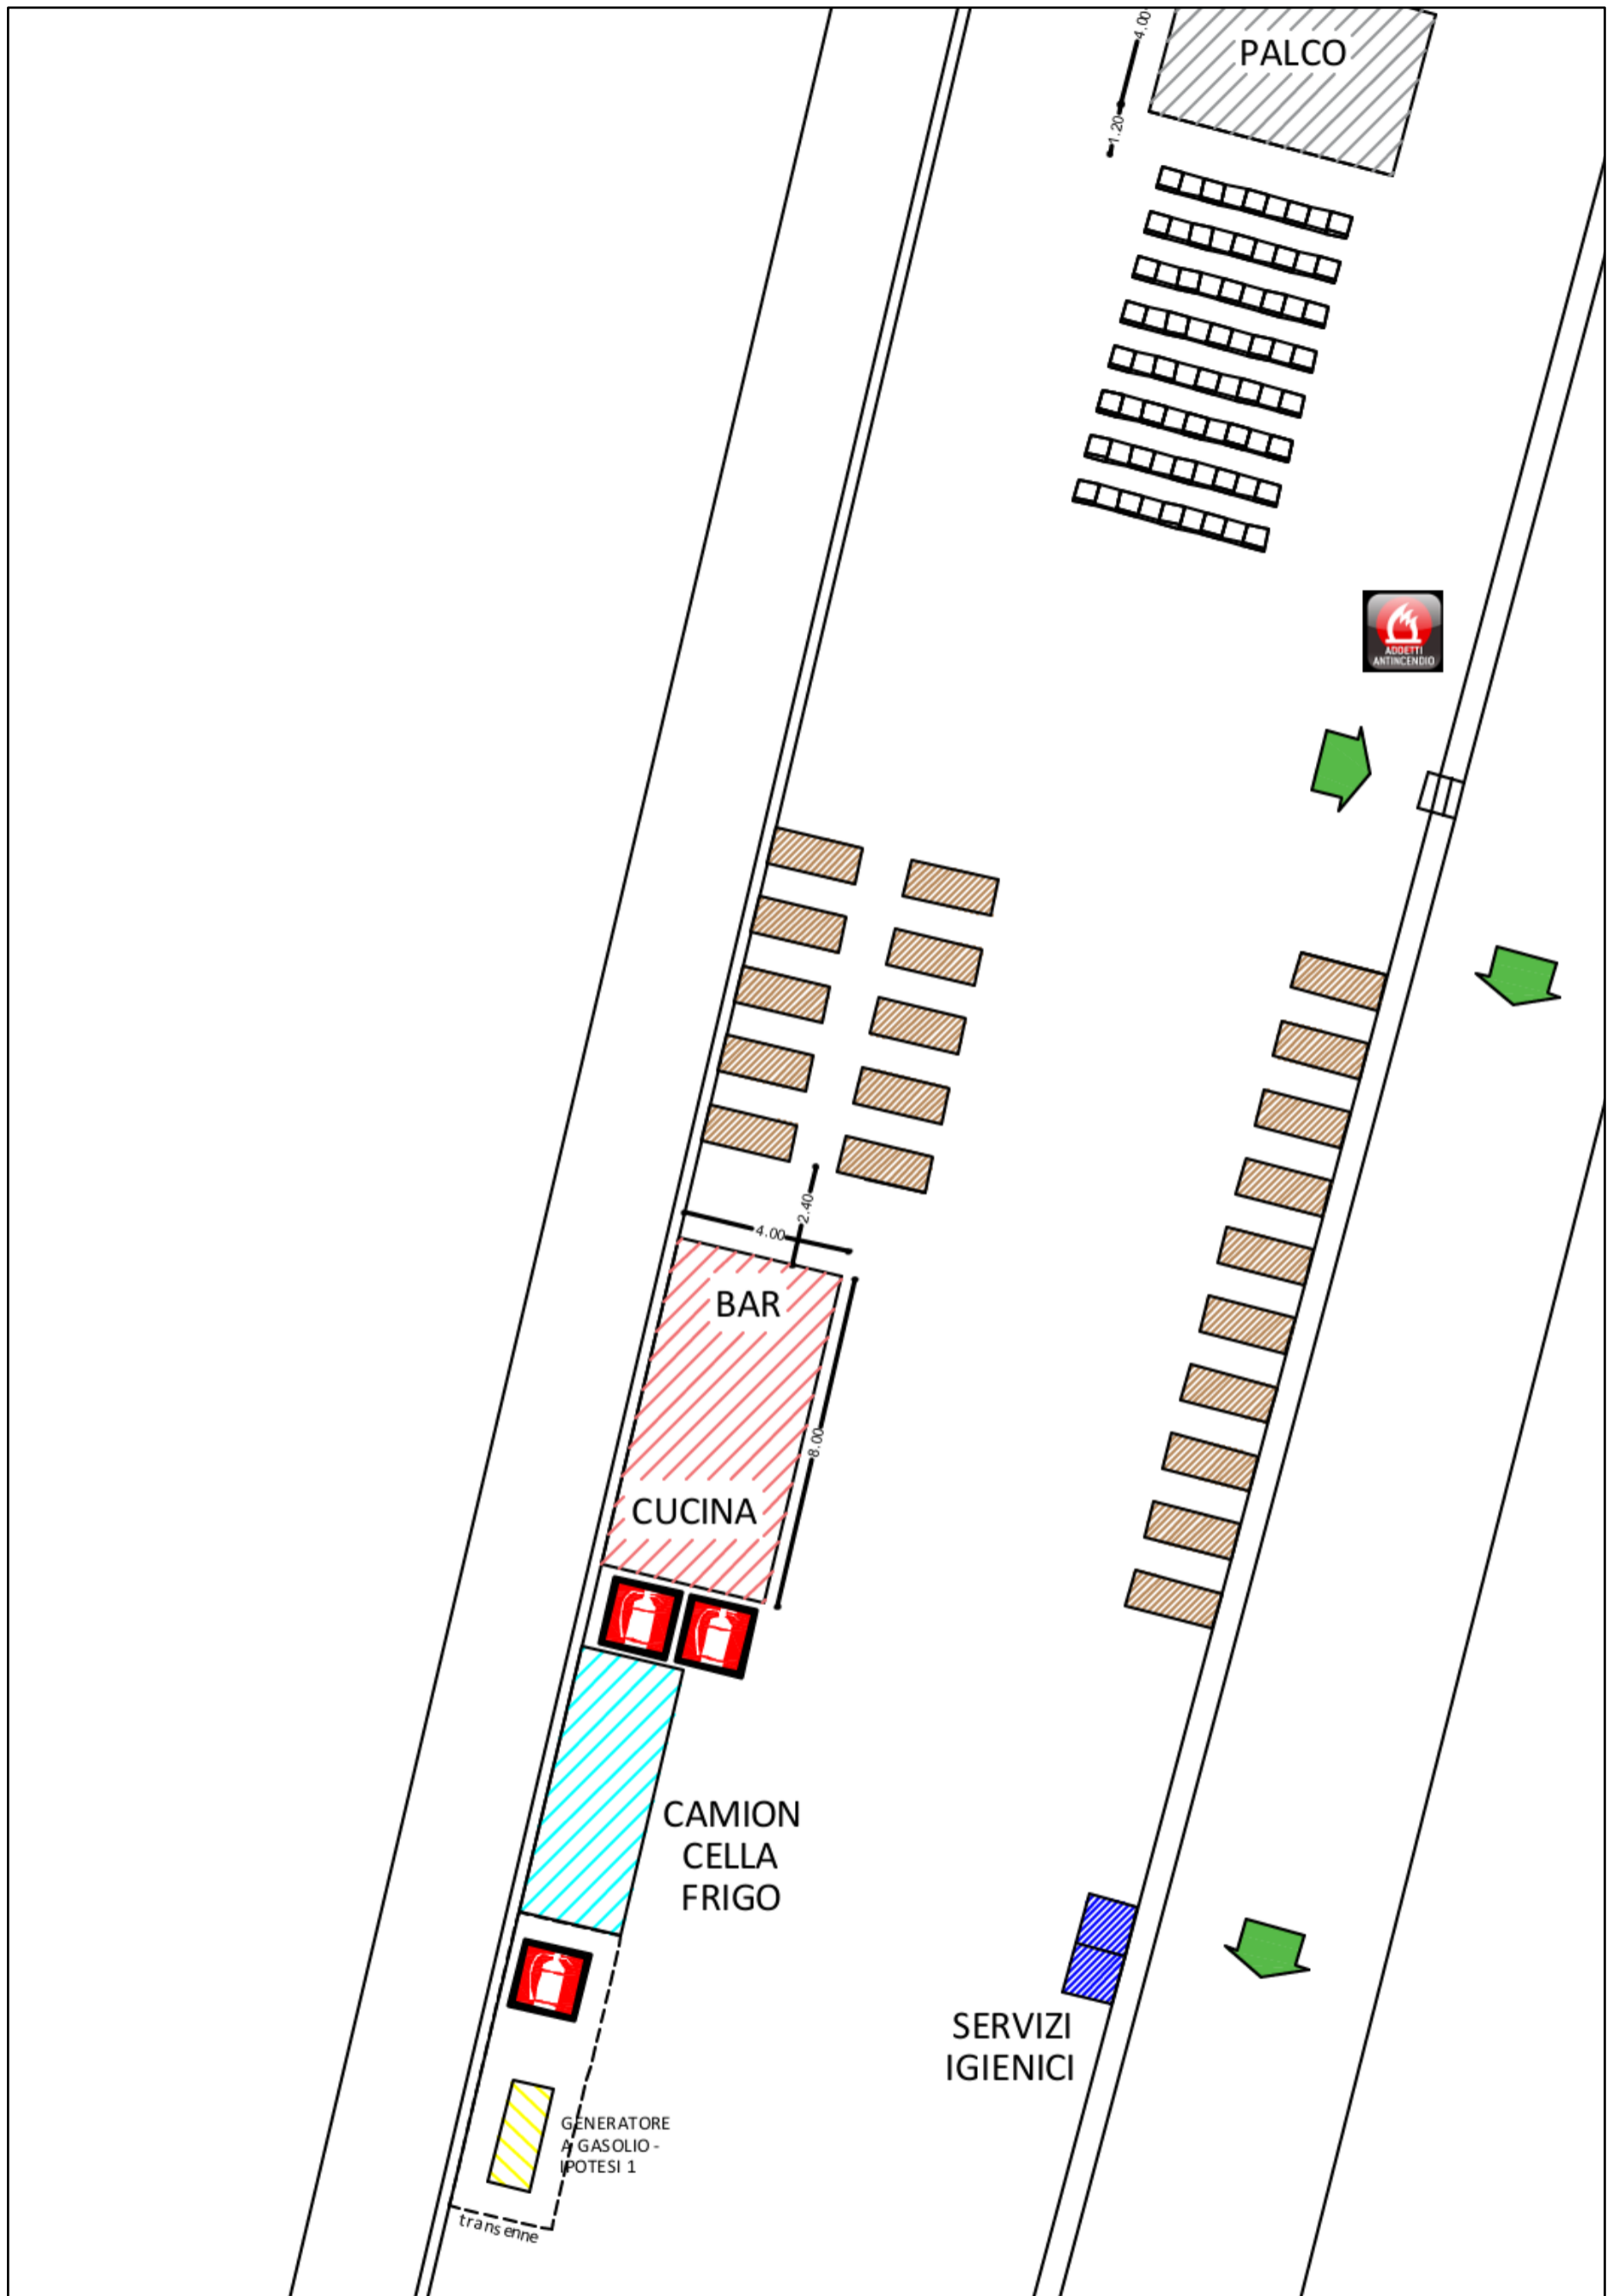 4.00
PALCO
1.20
ADDETTI
ANTINCENDIO
2.40
4.00
BAR
8.00
CUCINA
CAMION
CELLA
FRIGO
SERVIZI
IGIENICI
GENERATORE
A GASOLIO -
IPOTESI 1
transenne